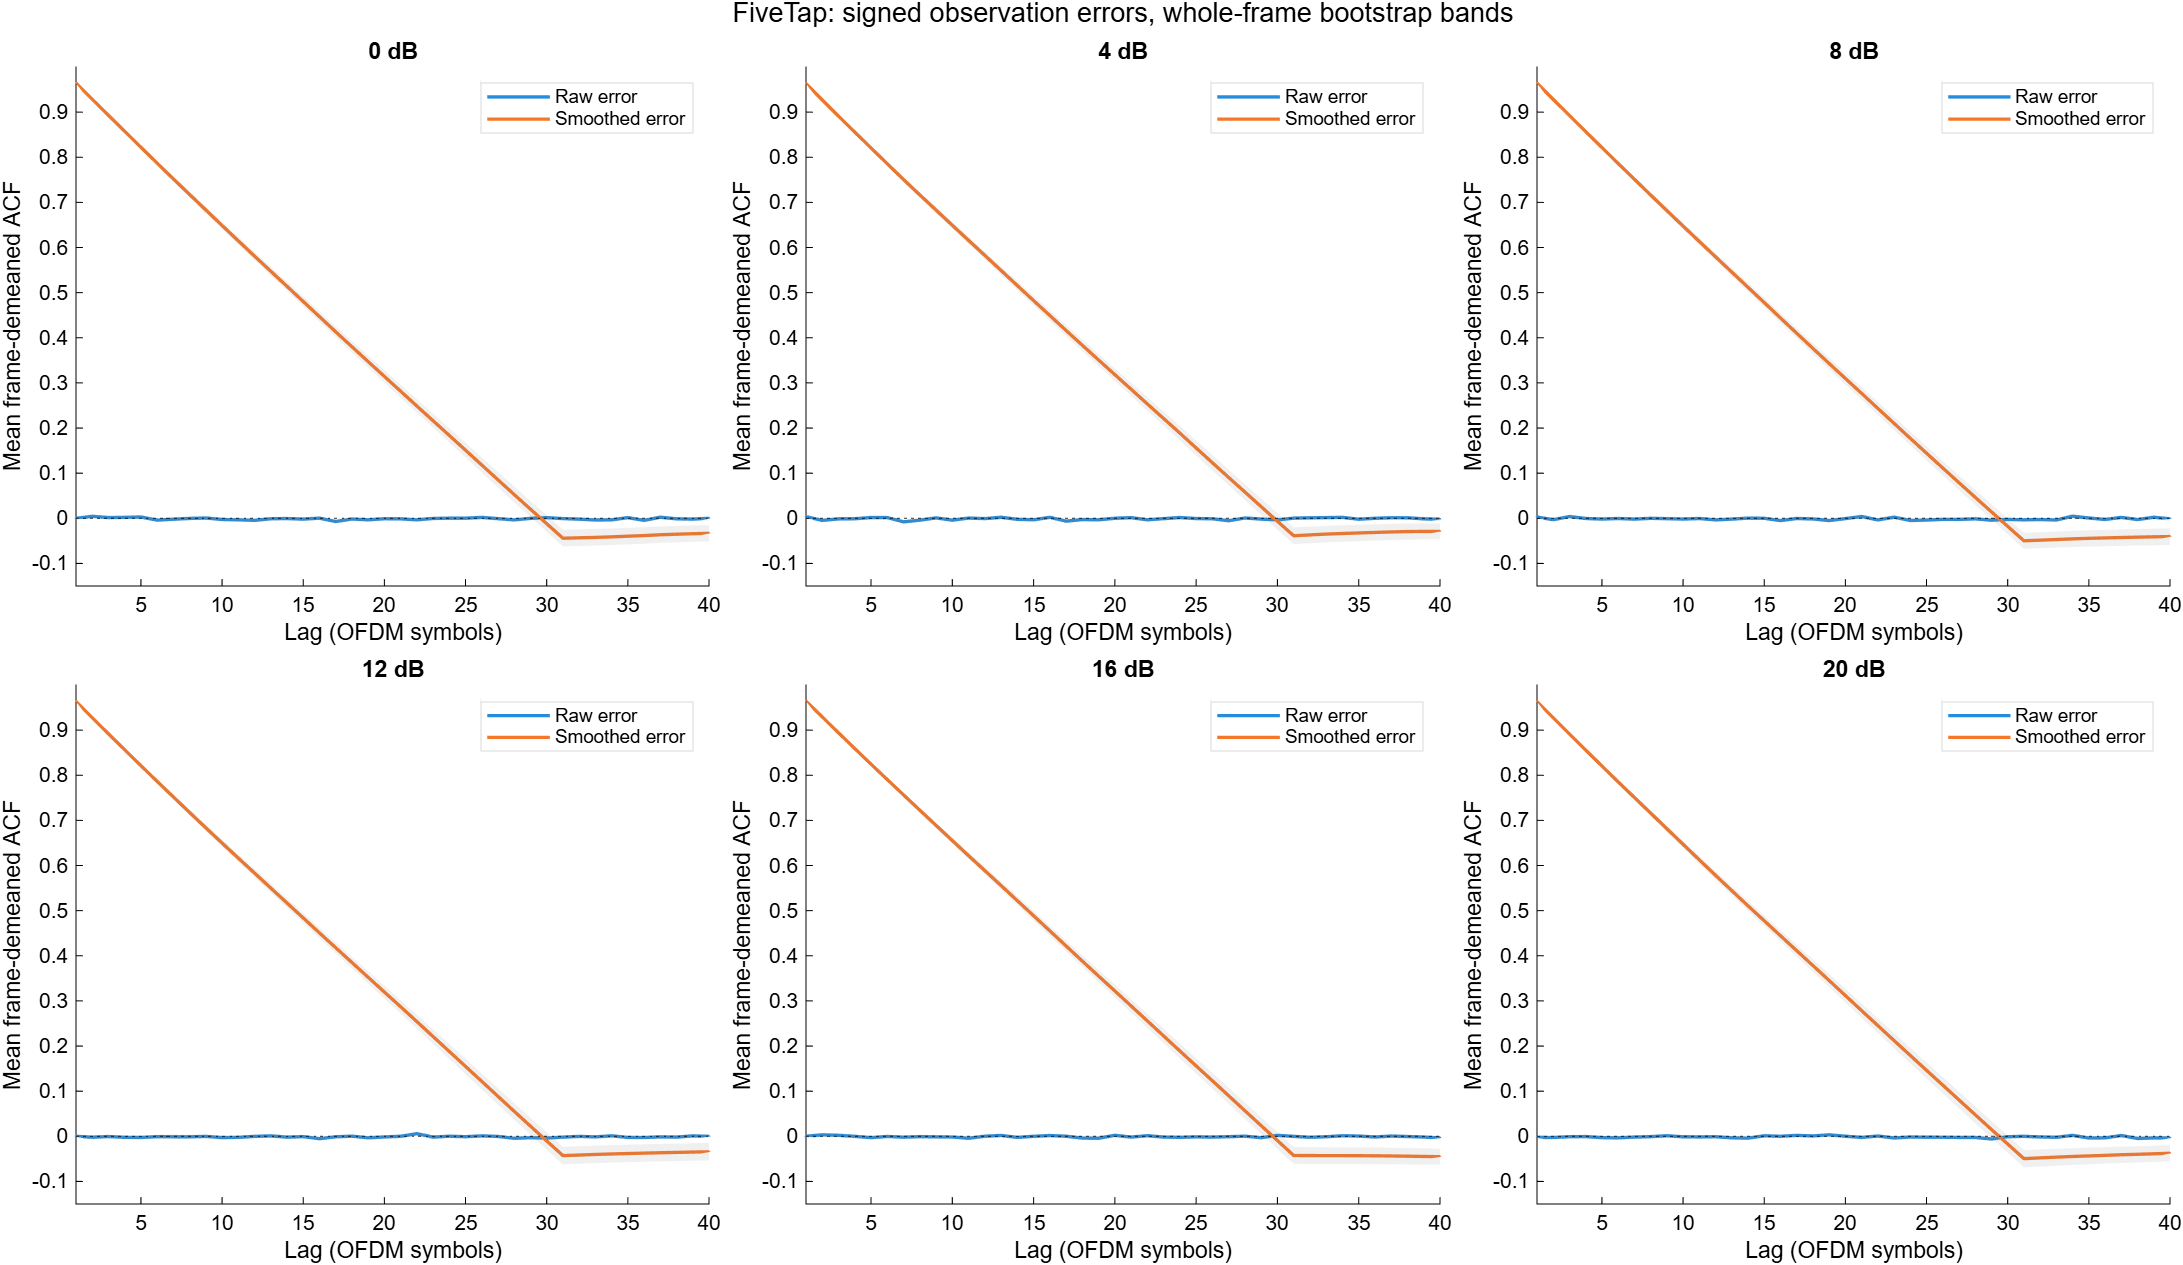 FiveTap: signed observation errors, whole-frame bootstrap bands
0 dB
Raw error
Smoothed error
Mean frame-demeaned ACF
0.9
0.8
0.7
0.6
0.5
0.4
0.3
0.2
0.1
0
-0.1
5 10 15 20 25 30 35 40
Lag (OFDM symbols)
4 dB
Raw error
Smoothed error
Mean frame-demeaned ACF
0.9
0.8
0.7
0.6
0.5
0.4
0.3
0.2
0.1
0
-0.1
5 10 15 20 25 30 35 40
Lag (OFDM symbols)
8 dB
Raw error
Smoothed error
Mean frame-demeaned ACF
0.9
0.8
0.7
0.6
0.5
0.4
0.3
0.2
0.1
0
-0.1
5 10 15 20 25 30 35 40
Lag (OFDM symbols)
12 dB
Raw error
Smoothed error
Mean frame-demeaned ACF
0.9
0.8
0.7
0.6
0.5
0.4
0.3
0.2
0.1
0
-0.1
5 10 15 20 25 30 35 40
Lag (OFDM symbols)
16 dB
Raw error
Smoothed error
Mean frame-demeaned ACF
0.9
0.8
0.7
0.6
0.5
0.4
0.3
0.2
0.1
0
-0.1
5 10 15 20 25 30 35 40
Lag (OFDM symbols)
20 dB
Raw error
Smoothed error
Mean frame-demeaned ACF
0.9
0.8
0.7
0.6
0.5
0.4
0.3
0.2
0.1
0
-0.1
5 10 15 20 25 30 35 40
Lag (OFDM symbols)